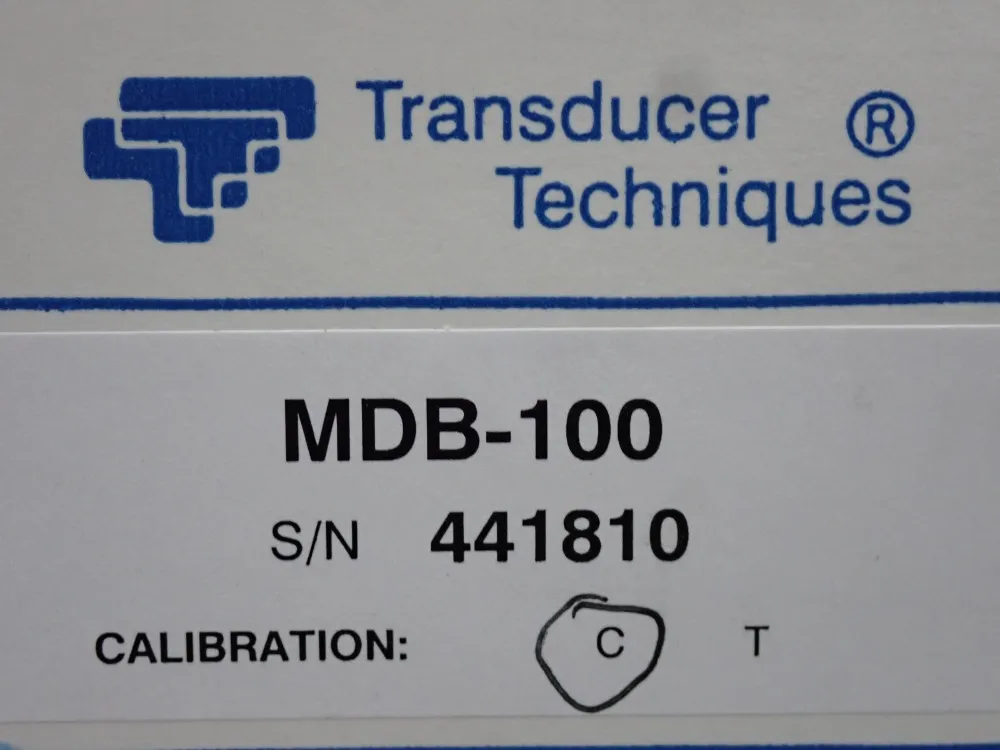 Transducer ®
Techniques
MDB-100
S/N 441810
CALIBRATION: C T